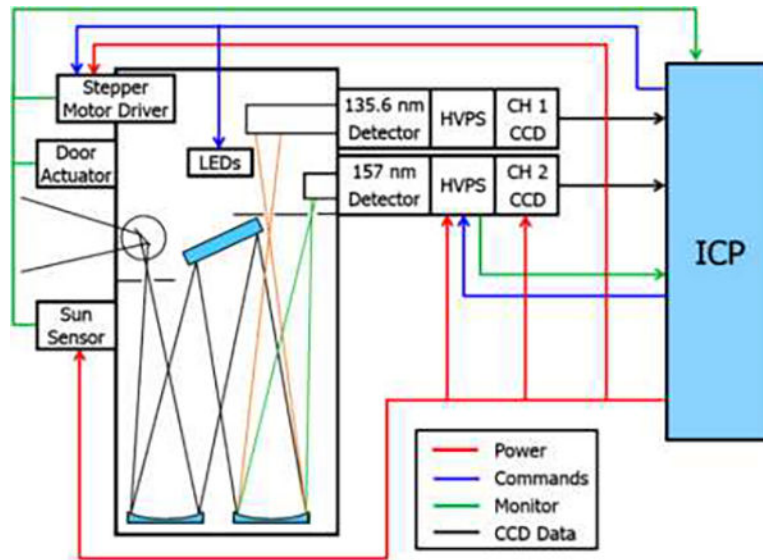 Stepper
Motor Driver
Door
Actuator
Sun
Sensor
LEDs
135.6 nm
Detector
HVPS
CH 1
CCD
157 nm
Detector
HVPS
CH 2
CCD
ICP
Power
Commands
Monitor
CCD Data